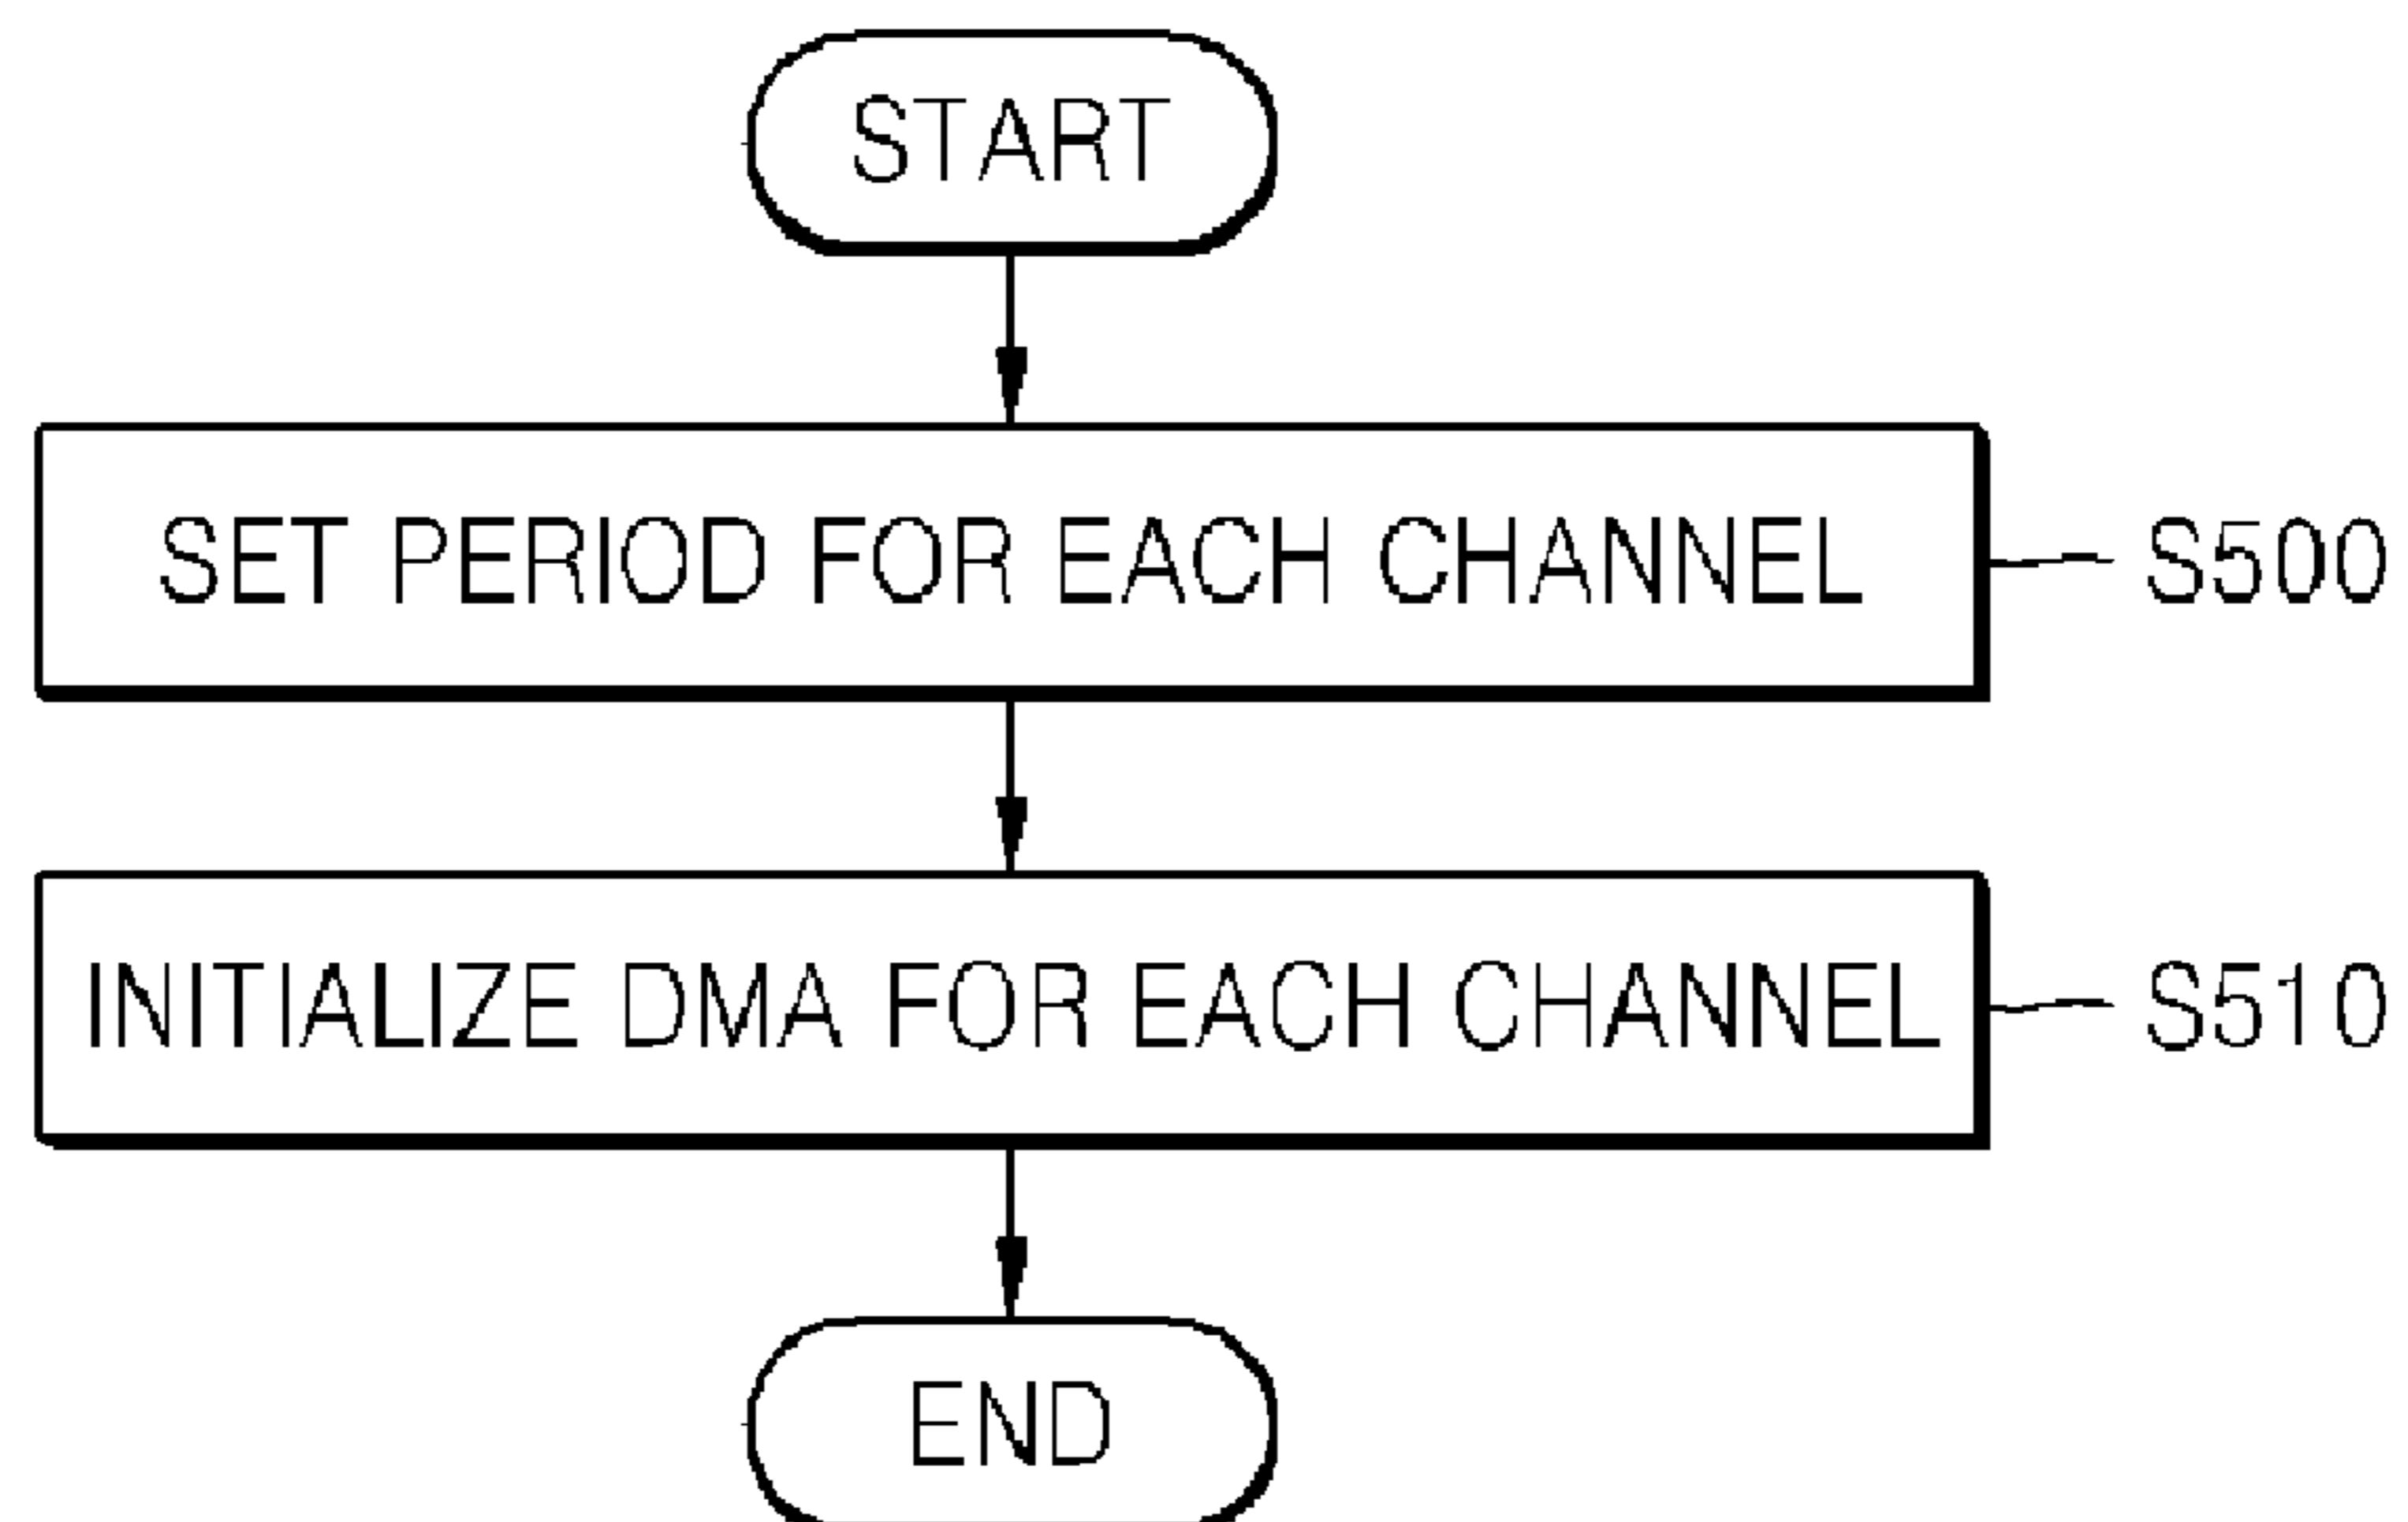 START
SET PERIOD FOR EACH CHANNEL
S500
INITIALIZE DMA FOR EACH CHANNEL
S510
END